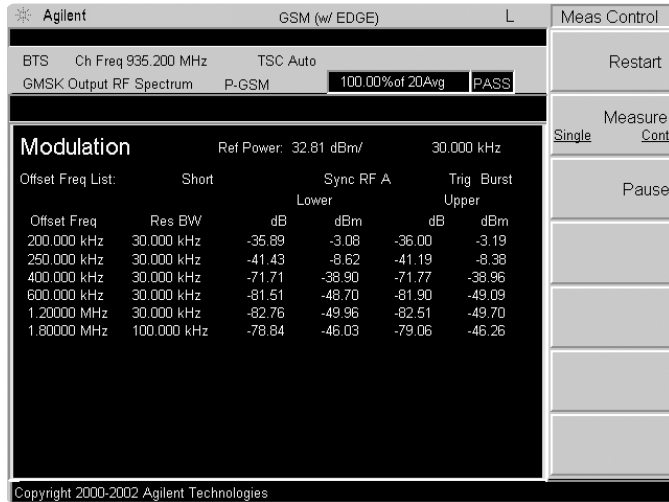 Agilent GSM (w/ EDGE) L Meas Control
BTS Ch Freq 935.200 MHz TSC Auto
GMSK Output RF Spectrum P-GSM 100.00%of 20Avg PASS
Restart
Measure
Single Cont
Pause
Modulation Ref Power: 32.81 dBm/ 30.000 kHz
Offset Freq List: Short Sync RF A Trig Burst
Lower Upper
Offset Freq Res BW dB dBm dB dBm
200.000 kHz 30.000 kHz -35.89 -3.08 -36.00 -3.19
250.000 kHz 30.000 kHz -41.43 -8.62 -41.19 -8.38
400.000 kHz 30.000 kHz -71.71 -38.90 -71.77 -38.96
600.000 kHz 30.000 kHz -81.51 -48.70 -81.90 -49.09
1.20000 MHz 30.000 kHz -82.76 -49.96 -82.51 -49.70
1.80000 MHz 100.000 kHz -78.84 -46.03 -79.06 -46.26
Copyright 2000-2002 Agilent Technologies